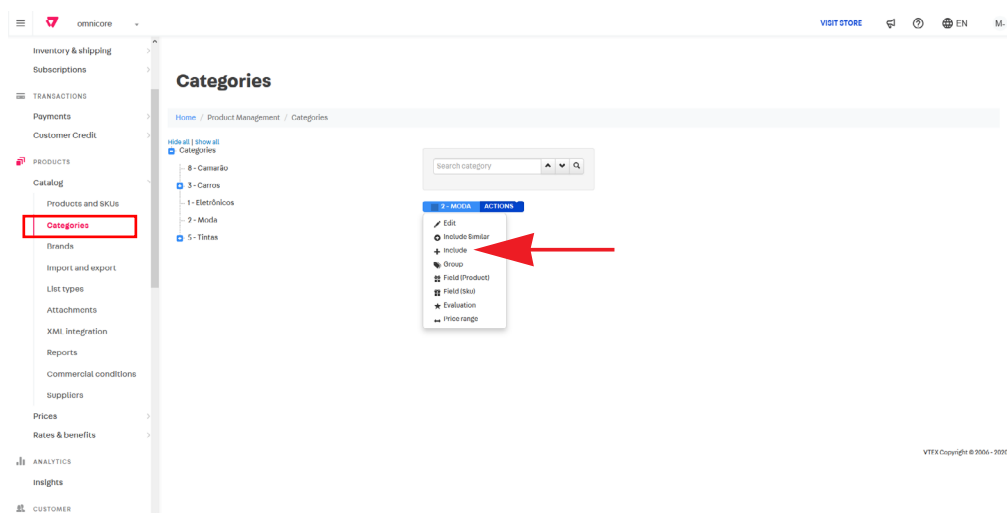 omnicore
VISIT STORE
EN
M-
Inventory & shipping
Subscriptions
TRANSACTIONS
Payments
Customer Credit
PRODUCTS
Catalog
Products and SKUs
Categories
Brands
Import and export
List types
Attachments
XML integration
Reports
Commercial conditions
Suppliers
Prices
Rates & benefits
ANALYTICS
Insights
CUSTOMER
Categories
Home / Product Management / Categories
Hide all | Show all
Categories
8 - Camarão
3 - Carros
1 - Eletrônicos
2 - Moda
5 - Tintas
Search category
2 - MODA ACTIONS
Edit
Include Similar
Include
Group
Field (Product)
Field (Sku)
Evaluation
Price range
VTEX Copyright © 2006 - 2020